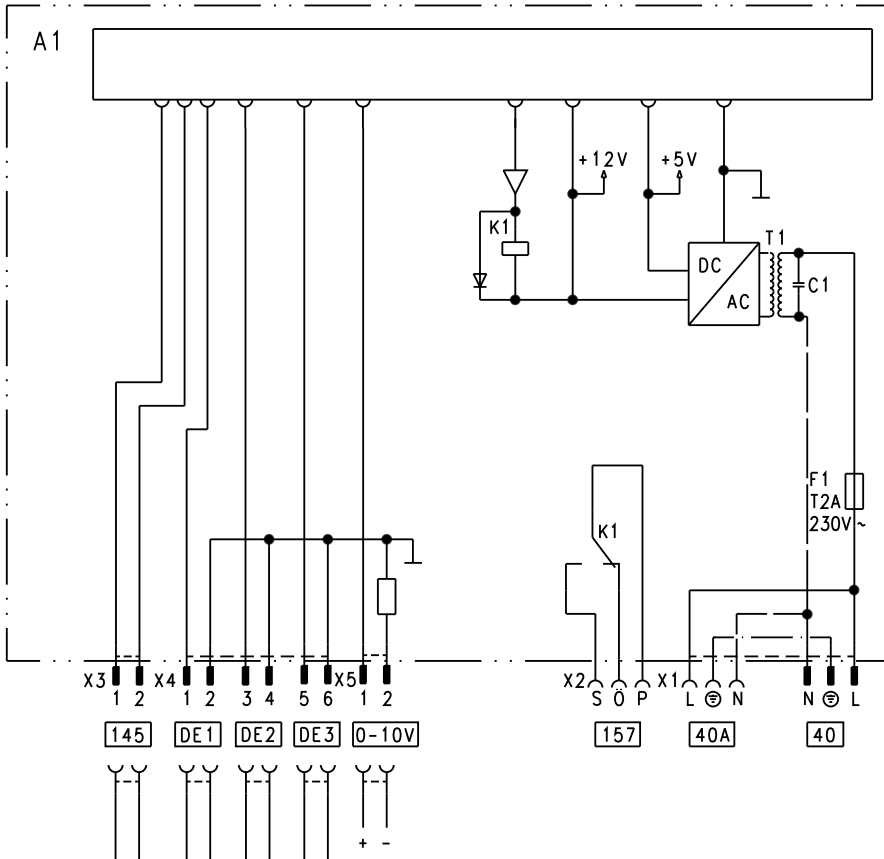 A1
+12V
+5V
K1
T1
DC
AC
C1
F1
T2A
230V ~
K1
X3 1 2 X4 1 2 3 4 5 6 X5 1 2 X2 S Ö P X1 L N N L
145 DE1 DE2 DE3 0-10V 157 40A 40
+ -